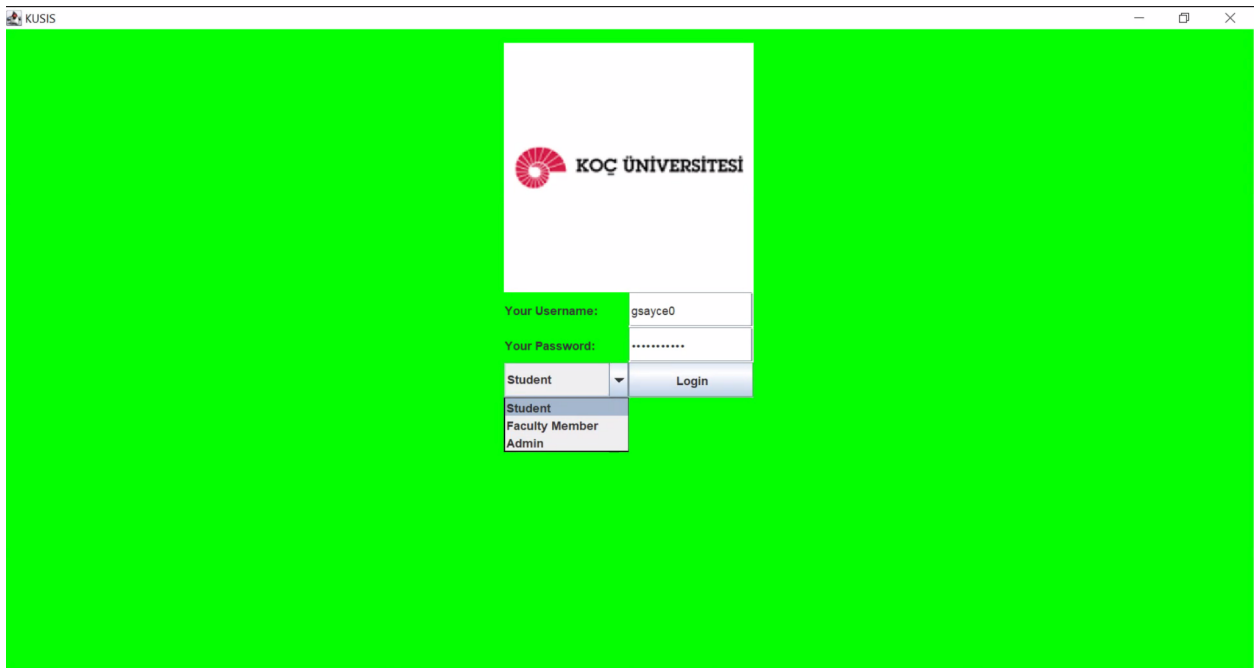 KUSIS
KOÇ ÜNİVERSİTESİ
Your Username: gsayce0
Your Password: •••••••••••
Student Login
Student
Faculty Member
Admin